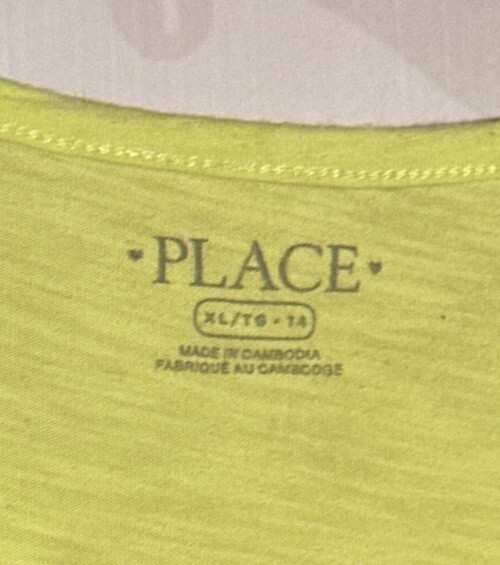 ♥PLACE♥
XL/TG - 14
MADE IN CAMBODIA
FABRIQUÉ AU CAMBODGE